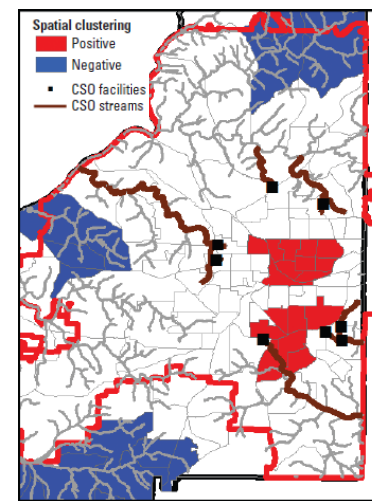 Spatial clustering
Positive
Negative
CSO facilities
CSO streams